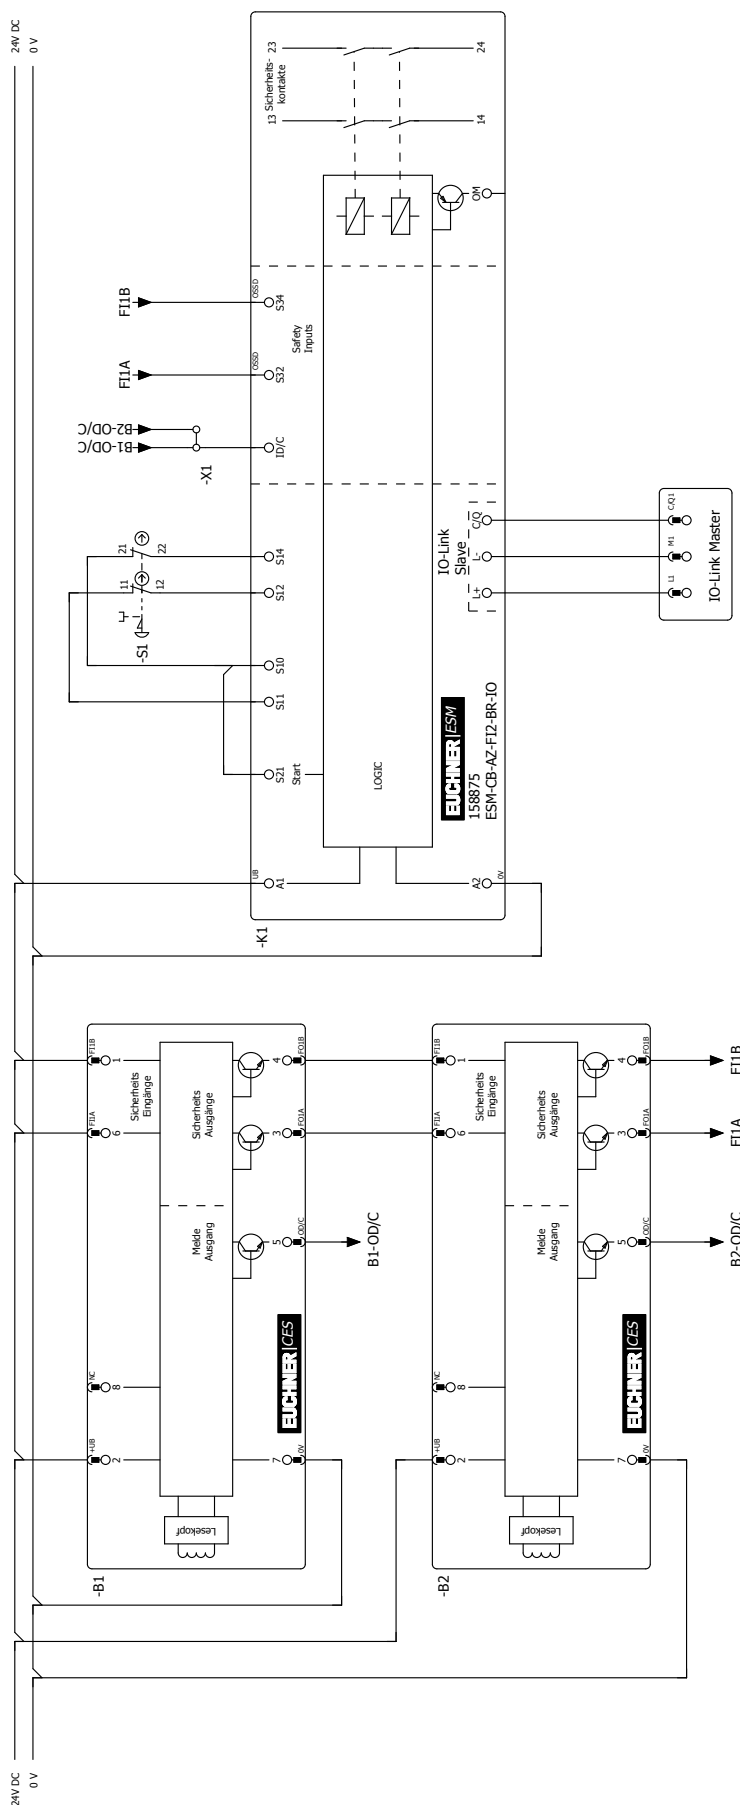 24V DC
0 V
24V DC
0 V
-B1
Lesekopf
2
+UB
8
NC
6
FI1A
1
FI1B
Sicherheits
Eingänge
Melde
Ausgang
Sicherheits
Ausgänge
7
0V
5
OD/C
3
FO1A
4
FO1B
EUCHNER|CES
B1-OD/C
-B2
Lesekopf
2
+UB
8
NC
6
FI1A
1
FI1B
Sicherheits
Eingänge
Melde
Ausgang
Sicherheits
Ausgänge
7
0V
5
OD/C
3
FO1A
4
FO1B
EUCHNER|CES
B2-OD/C
FI1A
FI1B
-K1
UB
A1
S21
Start
S11
S10
S12
S14
-S1
11
12
21
22
-X1
B1-OD/C
B2-OD/C
ID/C
FI1A
OSSD
S32
FI1B
OSSD
S34
Safety
Inputs
LOGIC
A2
0V
EUCHNER|ESM
158875
ESM-CB-AZ-FI2-BR-IO
IO-Link
Slave
L+
L-
C/Q
L1
M1
C/Q1
IO-Link Master
OM
13
23
Sicherheits-
kontakte
14
24